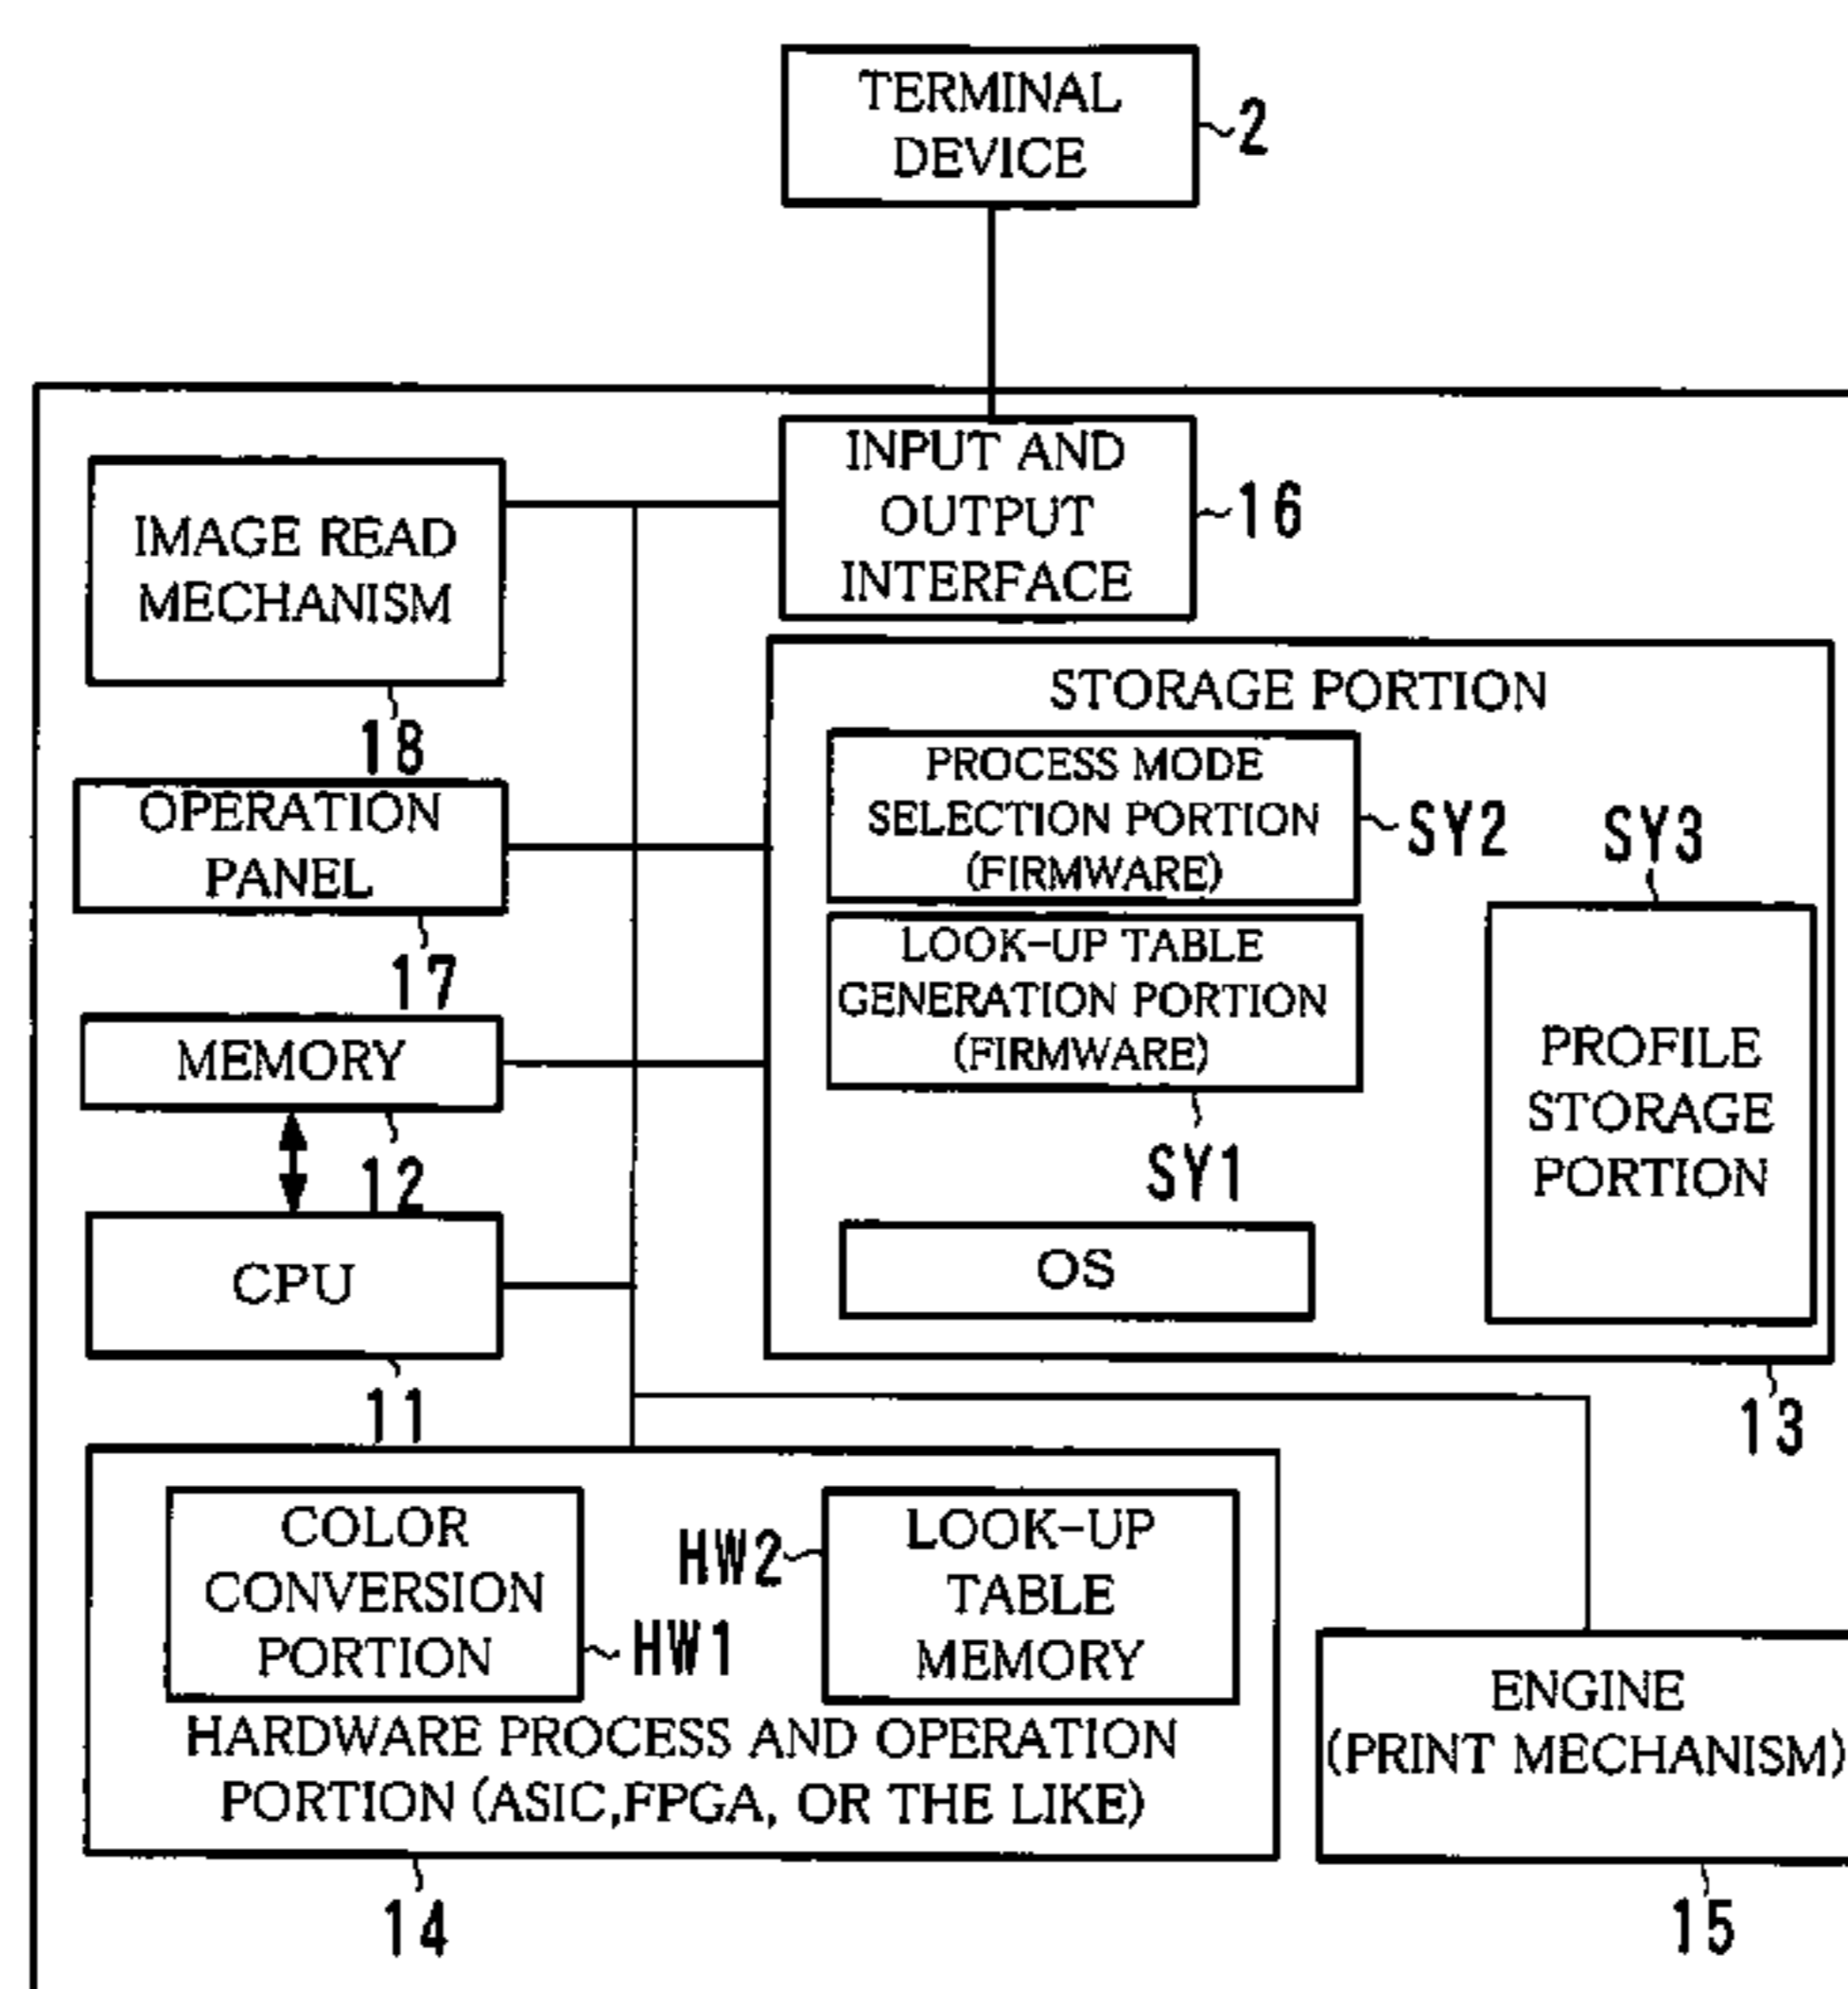 TERMINAL
DEVICE
2
INPUT AND
OUTPUT
INTERFACE
16
IMAGE READ
MECHANISM
18
STORAGE PORTION
PROCESS MODE
SELECTION PORTION
(FIRMWARE)
SY2
SY3
OPERATION
PANEL
17
LOOK-UP TABLE
GENERATION PORTION
(FIRMWARE)
SY1
PROFILE
STORAGE
PORTION
MEMORY
12
OS
CPU
11
13
COLOR
CONVERSION
PORTION
HW1
HW2
LOOK-UP
TABLE
MEMORY
HARDWARE PROCESS AND OPERATION
PORTION (ASIC,FPGA, OR THE LIKE)
14
ENGINE
(PRINT MECHANISM)
15